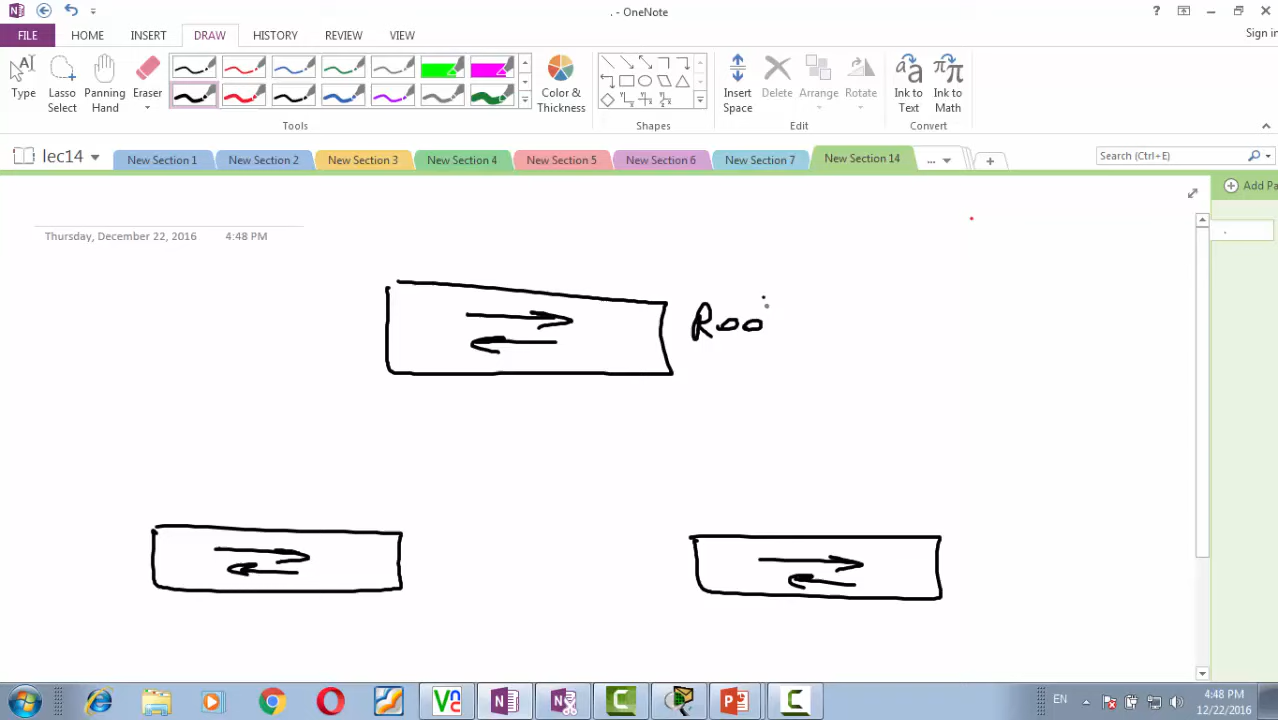 . - OneNote
?
Sign in
FILE HOME INSERT DRAW HISTORY REVIEW VIEW
Type
Lasso Select
Panning Hand
Eraser
Color & Thickness
Insert Space
Delete
Arrange
Rotate
Ink to Text
Ink to Math
Tools
Shapes
Edit
Convert
lec14
New Section 1
New Section 2
New Section 3
New Section 4
New Section 5
New Section 6
New Section 7
New Section 14
...
Search (Ctrl+E)
Add Pa
Thursday, December 22, 2016 4:48 PM
Roo
EN
4:48 PM
12/22/2016